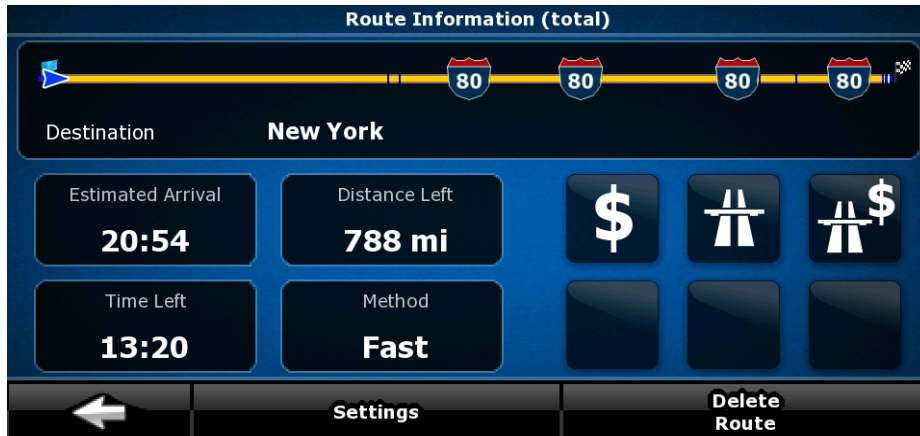 Route Information (total)
80 80 80 80
Destination New York
Estimated Arrival Distance Left
20:54 788 mi
$ $
Time Left Method
13:20 Fast
Settings
Delete
Route